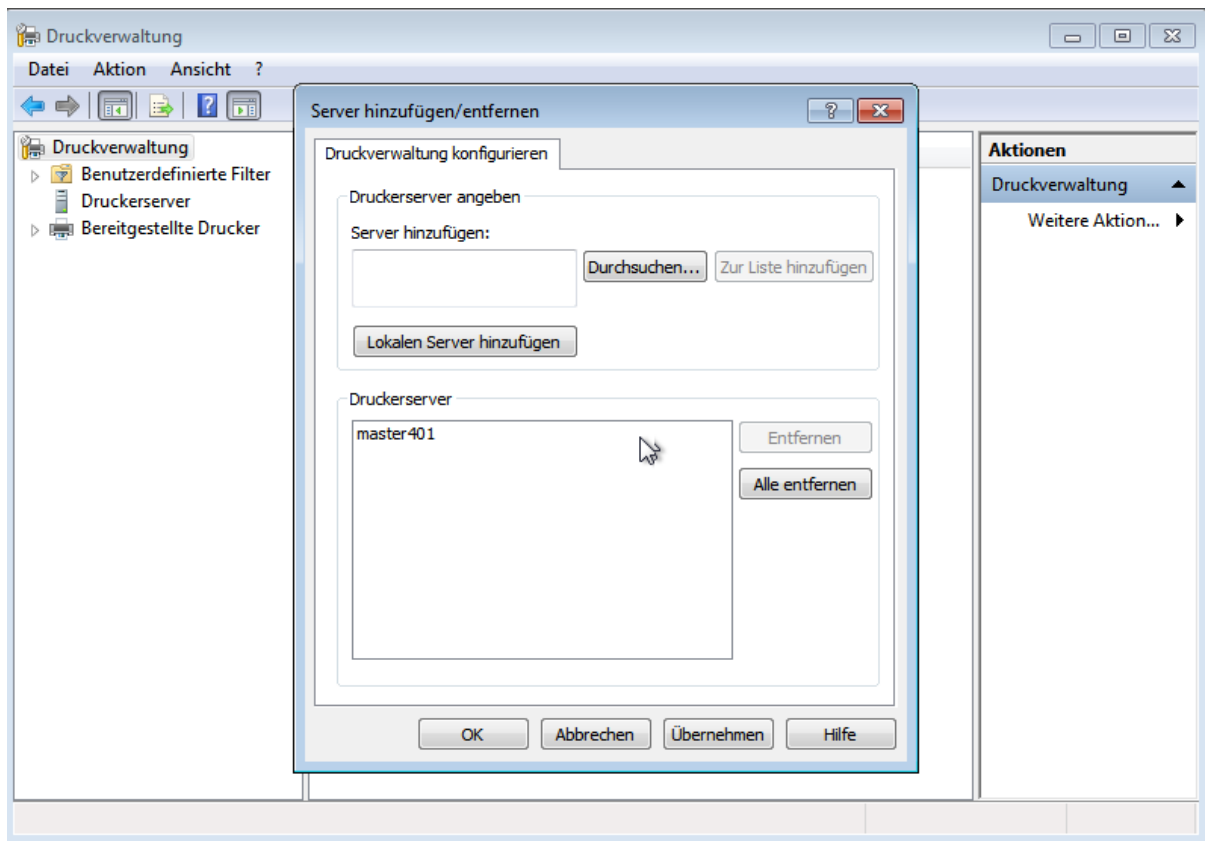 Druckverwaltung
Datei Aktion Ansicht ?
Druckverwaltung
Benutzerdefinierte Filter
Druckerserver
Bereitgestellte Drucker
Server hinzufügen/entfernen
Druckverwaltung konfigurieren
Druckerserver angeben
Server hinzufügen:
Durchsuchen... Zur Liste hinzufügen
Lokalen Server hinzufügen
Druckerserver
master401
Entfernen
Alle entfernen
OK Abbrechen Übernehmen Hilfe
Aktionen
Druckverwaltung
Weitere Aktion...